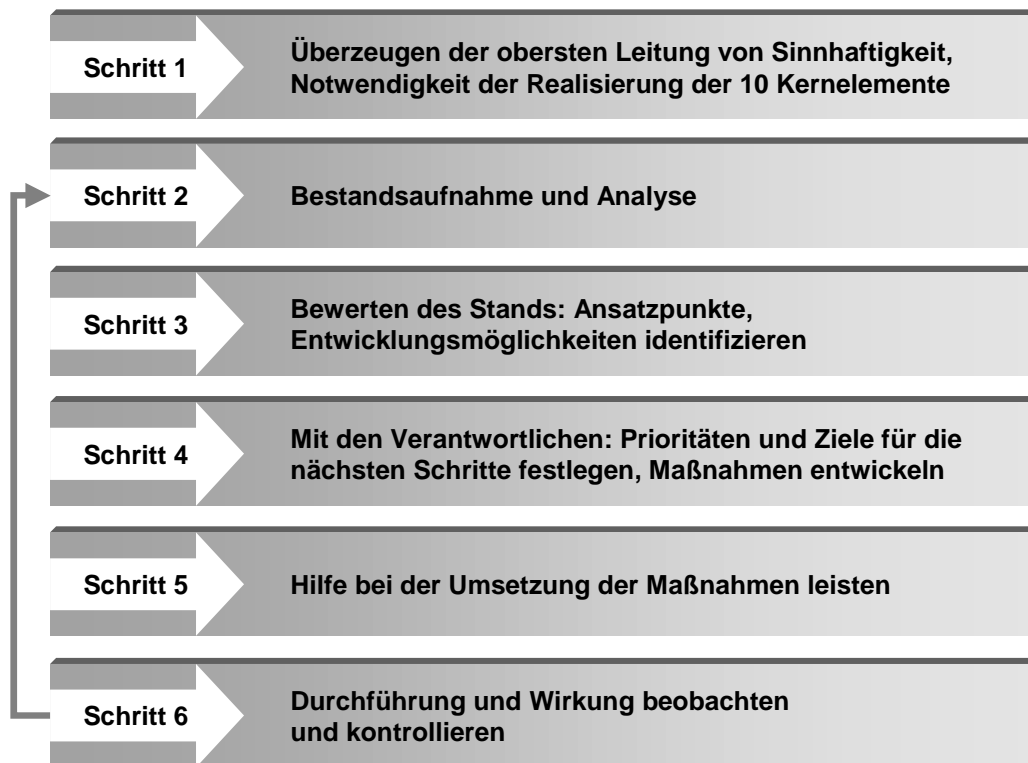 Schritt 1
Überzeugen der obersten Leitung von Sinnhaftigkeit,
Notwendigkeit der Realisierung der 10 Kernelemente
Schritt 2
Bestandsaufnahme und Analyse
Schritt 3
Bewerten des Stands: Ansatzpunkte,
Entwicklungsmöglichkeiten identifizieren
Schritt 4
Mit den Verantwortlichen: Prioritäten und Ziele für die
nächsten Schritte festlegen, Maßnahmen entwickeln
Schritt 5
Hilfe bei der Umsetzung der Maßnahmen leisten
Schritt 6
Durchführung und Wirkung beobachten
und kontrollieren